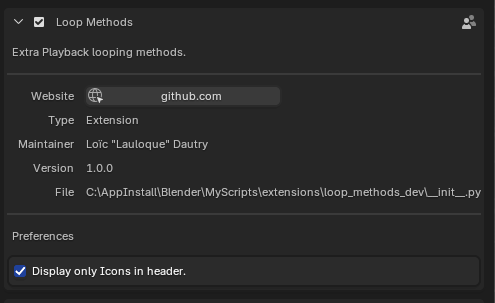 Loop Methods
Extra Playback looping methods.
Website github.com
Type Extension
Maintainer Loïc "Lauloque" Dautry
Version 1.0.0
File C:\AppInstall\Blender\MyScripts\extensions\loop_methods_dev\__init__.py
Preferences
Display only Icons in header.